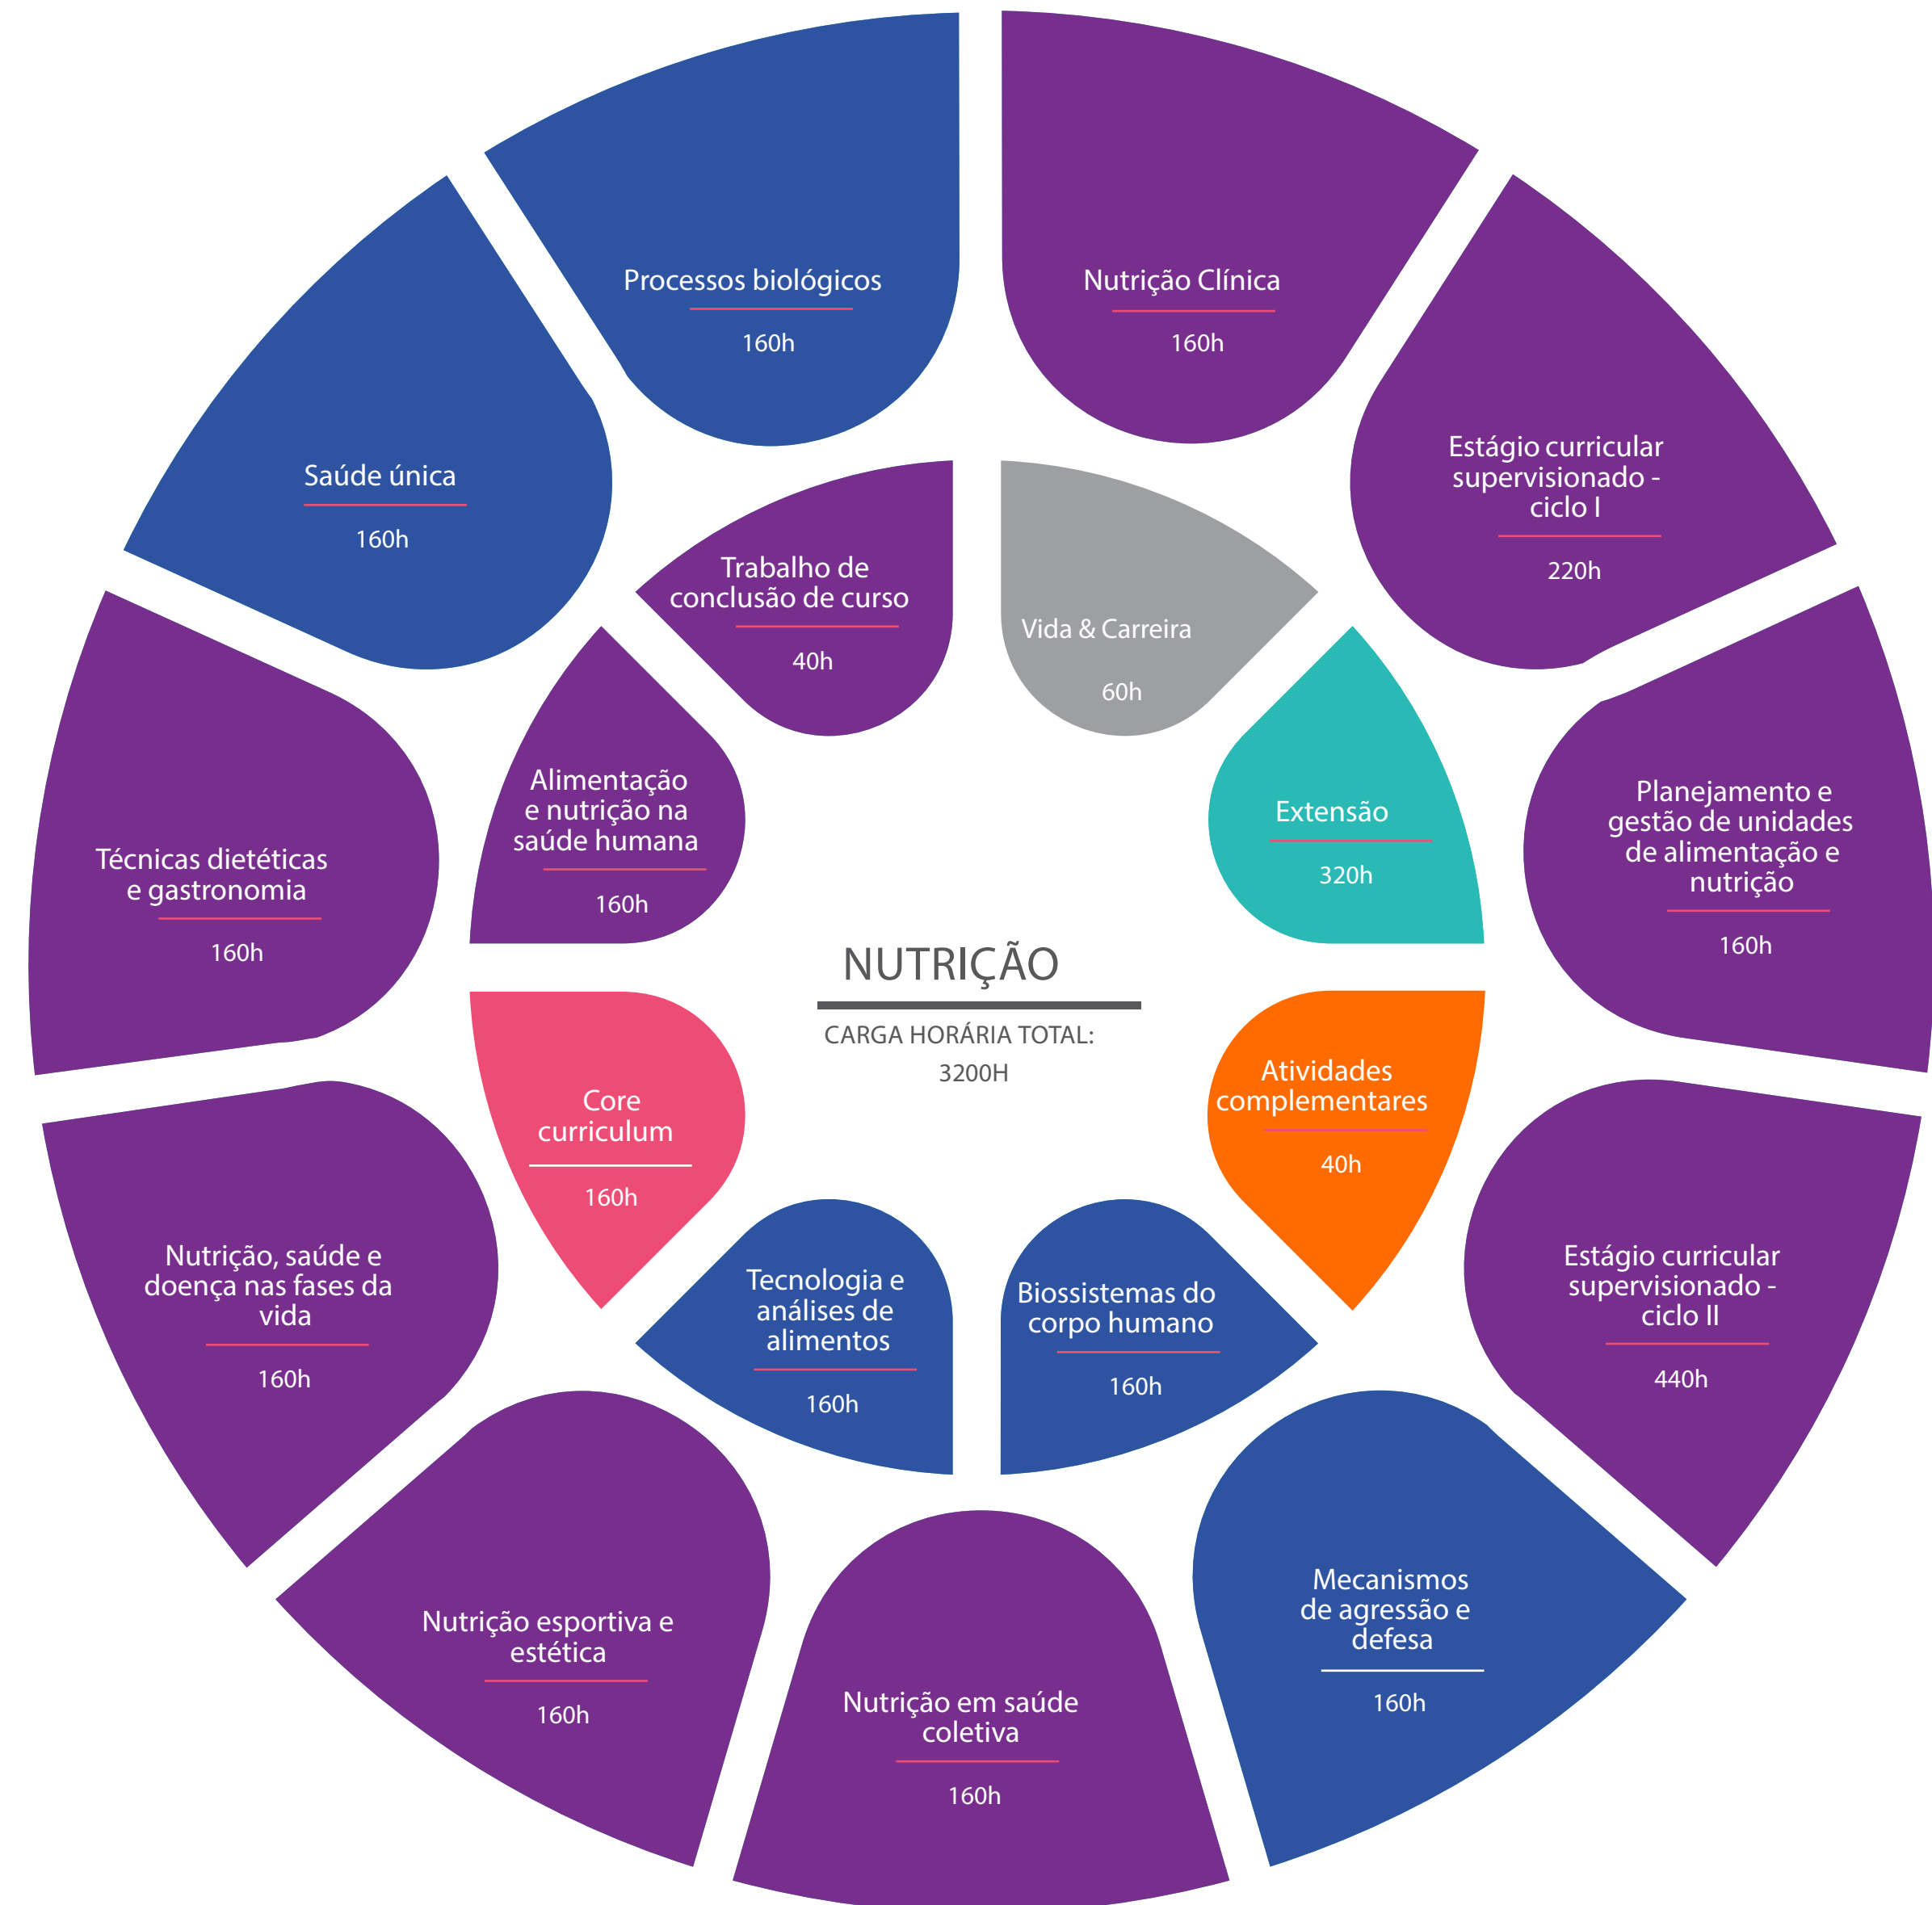 Processos biológicos
160h
Nutrição Clínica
160h
Estágio curricular
supervisionado -
ciclo I
220h
Saúde única
160h
Trabalho de
conclusão de curso
40h
Vida & Carreira
60h
Alimentação
e nutrição na
saúde humana
160h
Extensão
320h
Planejamento e
gestão de unidades
de alimentação e
nutrição
160h
Técnicas dietéticas
e gastronomia
160h
NUTRIÇÃO
CARGA HORÁRIA TOTAL:
3200H
Core
curriculum
160h
Atividades
complementares
40h
Nutrição, saúde e
doença nas fases da
vida
160h
Tecnologia e
análises de
alimentos
160h
Biossistemas do
corpo humano
160h
Estágio curricular
supervisionado -
ciclo II
440h
Nutrição esportiva e
estética
160h
Nutrição em saúde
coletiva
160h
Mecanismos
de agressão e
defesa
160h